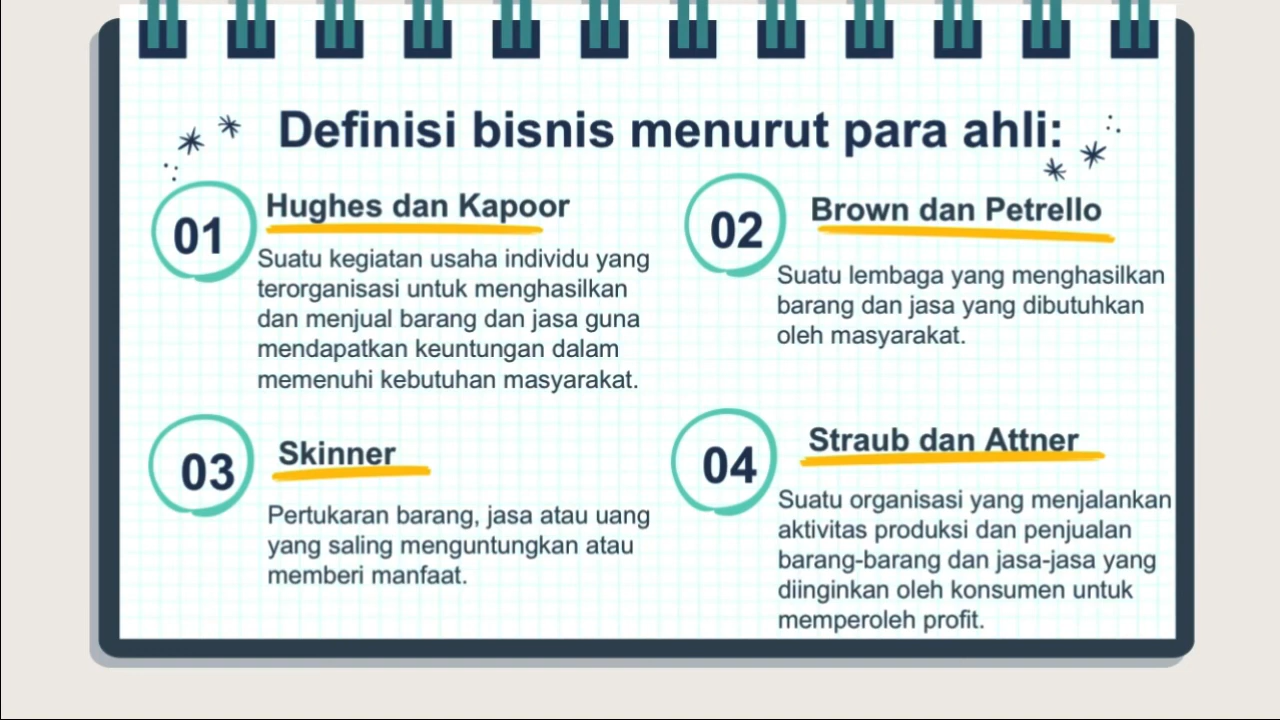 Definisi bisnis menurut para ahli:
01
Hughes dan Kapoor
Suatu kegiatan usaha individu yang
terorganisasi untuk menghasilkan
dan menjual barang dan jasa guna
mendapatkan keuntungan dalam
memenuhi kebutuhan masyarakat.
02
Brown dan Petrello
Suatu lembaga yang menghasilkan
barang dan jasa yang dibutuhkan
oleh masyarakat.
03
Skinner
Pertukaran barang, jasa atau uang
yang saling menguntungkan atau
memberi manfaat.
04
Straub dan Attner
Suatu organisasi yang menjalankan
aktivitas produksi dan penjualan
barang-barang dan jasa-jasa yang
diinginkan oleh konsumen untuk
memperoleh profit.